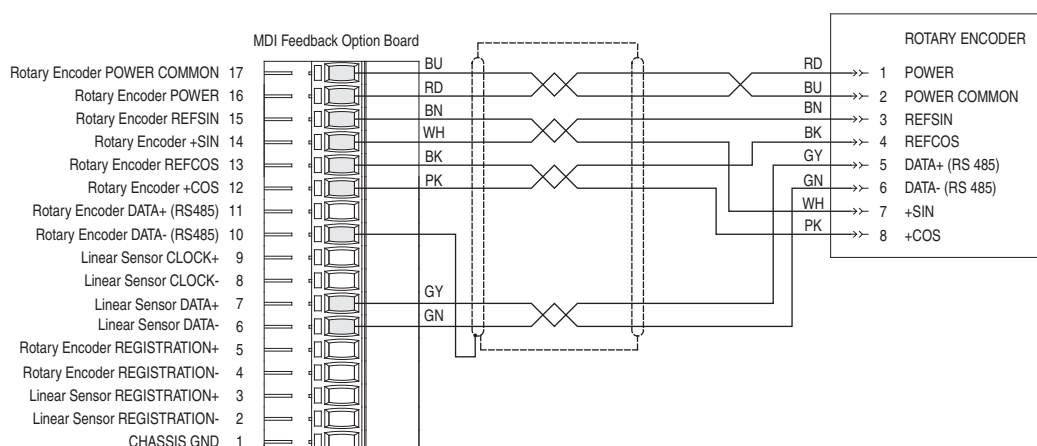 MDI Feedback Option Board
Rotary Encoder POWER COMMON 17
Rotary Encoder POWER 16
Rotary Encoder REFSIN 15
Rotary Encoder +SIN 14
Rotary Encoder REFCOS 13
Rotary Encoder +COS 12
Rotary Encoder DATA+ (RS485) 11
Rotary Encoder DATA- (RS485) 10
Linear Sensor CLOCK+ 9
Linear Sensor CLOCK- 8
Linear Sensor DATA+ 7
Linear Sensor DATA- 6
Rotary Encoder REGISTRATION+ 5
Rotary Encoder REGISTRATION- 4
Linear Sensor REGISTRATION+ 3
Linear Sensor REGISTRATION- 2
CHASSIS GND 1
BU
RD
BN
WH
BK
PK
GY
GN
RD
BU
BN
BK
GY
GN
WH
PK
ROTARY ENCODER
1 POWER
2 POWER COMMON
3 REFSIN
4 REFCOS
5 DATA+ (RS 485)
6 DATA- (RS 485)
7 +SIN
8 +COS